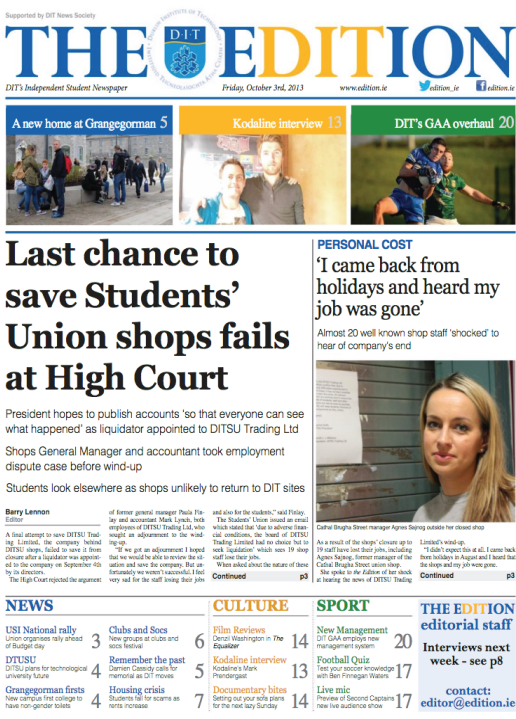 Supported by DIT News Society
THE EDITION
DUBLIN INSTITUTE OF TECHNOLOGY
D·I·T
DIT's Independent Student Newspaper
Friday, October 3rd, 2013
www.edition.ie
edition_ie
edition.ie
A new home at Grangegorman 5
Kodaline interview 13
DIT's GAA overhaul 20
Last chance to
save Students'
Union shops fails
at High Court
President hopes to publish accounts 'so that everyone can see
what happened' as liquidator appointed to DITSU Trading Ltd
Shops General Manager and accountant took employment
dispute case before wind-up
Students look elsewhere as shops unlikely to return to DIT sites
Barry Lennon
Editor
A final attempt to save DITSU Trad-
ing Limited, the company behind
DITSU shops, failed to save it from
closure after a liquidator was appoint-
ed to the company on September 4th
by its directors.
The High Court rejected the argument
of former general manager Paula Fin-
lay and accountant Mark Lynch, both
employees of DITSU Trading Ltd, who
sought an adjournment to the wind-
ing-up.
"If we got an adjournment I hoped
that we would be able to review the sit-
uation and save the company. But un-
fortunately we weren't successful. I feel
very sad for the staff losing their jobs
and also for the students," said Finlay.
The Students' Union issued an email
which stated that 'due to adverse finan-
cial conditions, the board of DITSU
Trading Limited had no choice but to
seek liquidation' which sees 19 shop
staff lose their jobs.
When asked about the nature of these
Continued p3
PERSONAL COST
'I came back from
holidays and heard my
job was gone'
Almost 20 well known shop staff 'shocked' to
hear of company's end
Cathal Brugha Street manager Agnes Sajnog outside her closed shop
As a result of the shops' closure up to
19 staff have lost their jobs, including
Agnes Sajnog, former manager of the
Cathal Brugha Street union shop.
She spoke to the Edition of her shock
at hearing the news of DITSU Trading
Limited's wind-up.
"I didn't expect this at all. I came back
from holidays in August and I heard that
the shops and my job were gone.
Continued p3
NEWS
USI National rally
Union organises rally ahead
of Budget day
3
DTUSU
DITSU plans for technological
university future
4
Grangegorman firsts
New campus first college to
have non-gender toilets
4
Clubs and Socs
New groups at clubs and
socs festival
6
Remember the past
Damien Cassidy calls for
memorial as DIT moves
5
Housing crisis
Students fall for scams as
rents increase
7
CULTURE
Film Reviews
Denzil Washington in The
Equalizer
14
Kodaline interview
Kodaline's Mark
Prendergast
13
Documentary bites
Setting out your sofa plans
for the next lazy Sunday
14
SPORT
New Management
DIT GAA employs new
management system
20
Football Quiz
Test your soccer knowledge
with Ben Finnegan Waters
17
Live mic
Preview of Second Captains
new live audience show
17
THE EDITION
editorial staff
Interviews next
week - see p8
contact:
editor@edition.ie